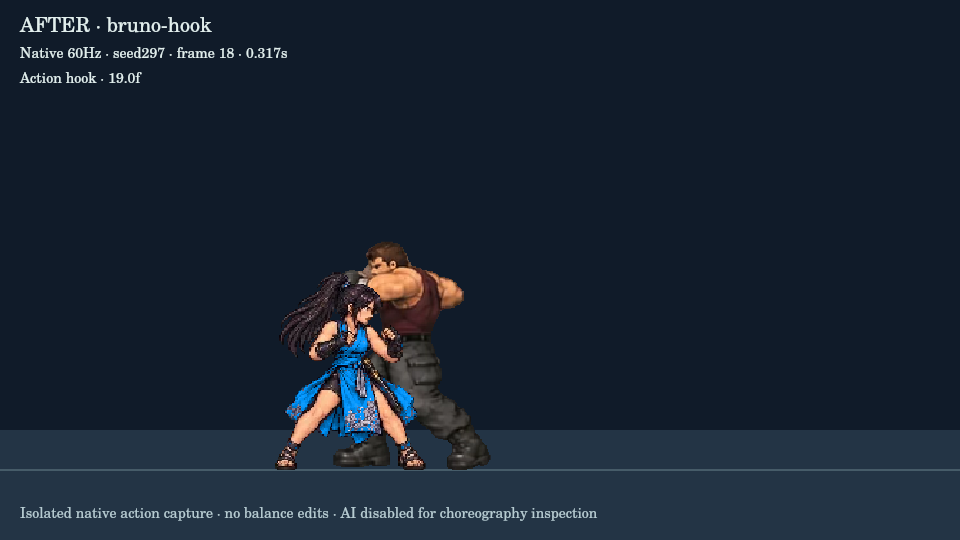 AFTER · bruno-hook
Native 60Hz · seed297 · frame 18 · 0.317s
Action hook · 19.0f
Isolated native action capture · no balance edits · AI disabled for choreography inspection